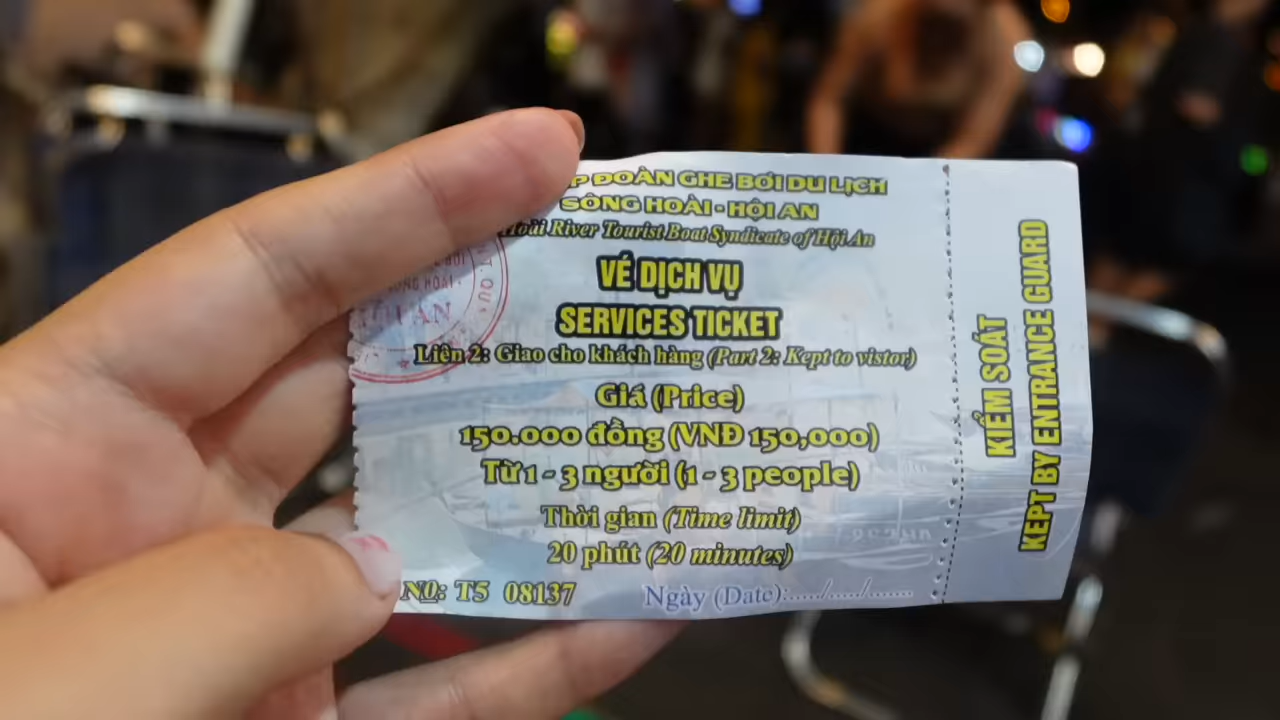 ĐOÀN GHE BƠI DU LỊCH
SÔNG HOÀI - HỘI AN
Hoài River Tourist Boat Syndicate of Hội An
VÉ DỊCH VỤ
SERVICES TICKET
Liên 2: Giao cho khách hàng (Part 2: Kept to vistor)
Giá (Price)
150.000 đồng (VNĐ 150,000)
Từ 1 - 3 người (1 - 3 people)
Thời gian (Time limit)
20 phút (20 minutes)
NO: T5 08137
Ngày (Date):...../...../......
KIỂM SOÁT
KEPT BY ENTRANCE GUARD